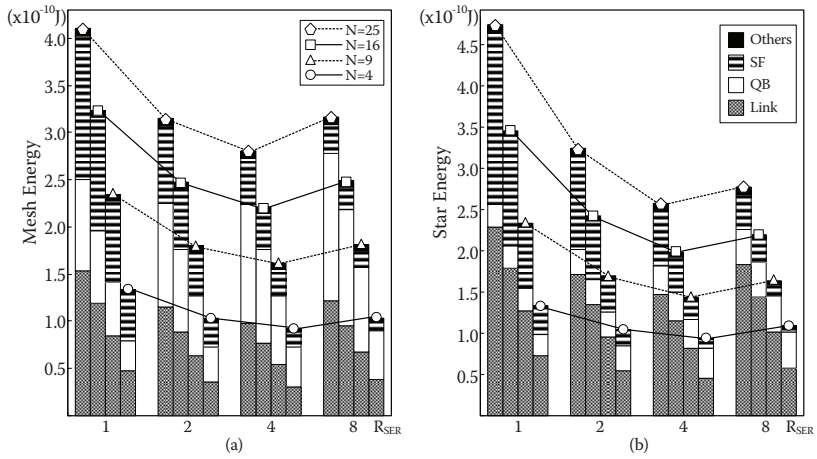 (x10⁻¹⁰J)
4.0
3.5
3.0
2.5
2.0
1.5
1.0
0.5
Mesh Energy
N=25
N=16
N=9
N=4
1 2 4 8 R_SER
(a)
(x10⁻¹⁰J)
4.5
4.0
3.5
3.0
2.5
2.0
1.5
1.0
0.5
Star Energy
Others
SF
QB
Link
1 2 4 8 R_SER
(b)